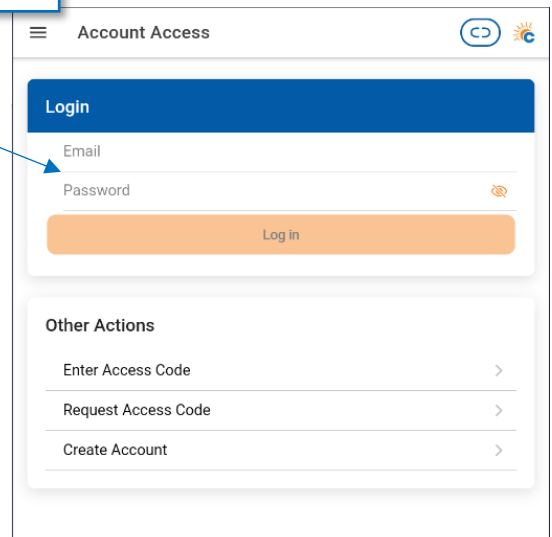 Account Access
Login
Email
Password
Log in
Other Actions
Enter Access Code
Request Access Code
Create Account